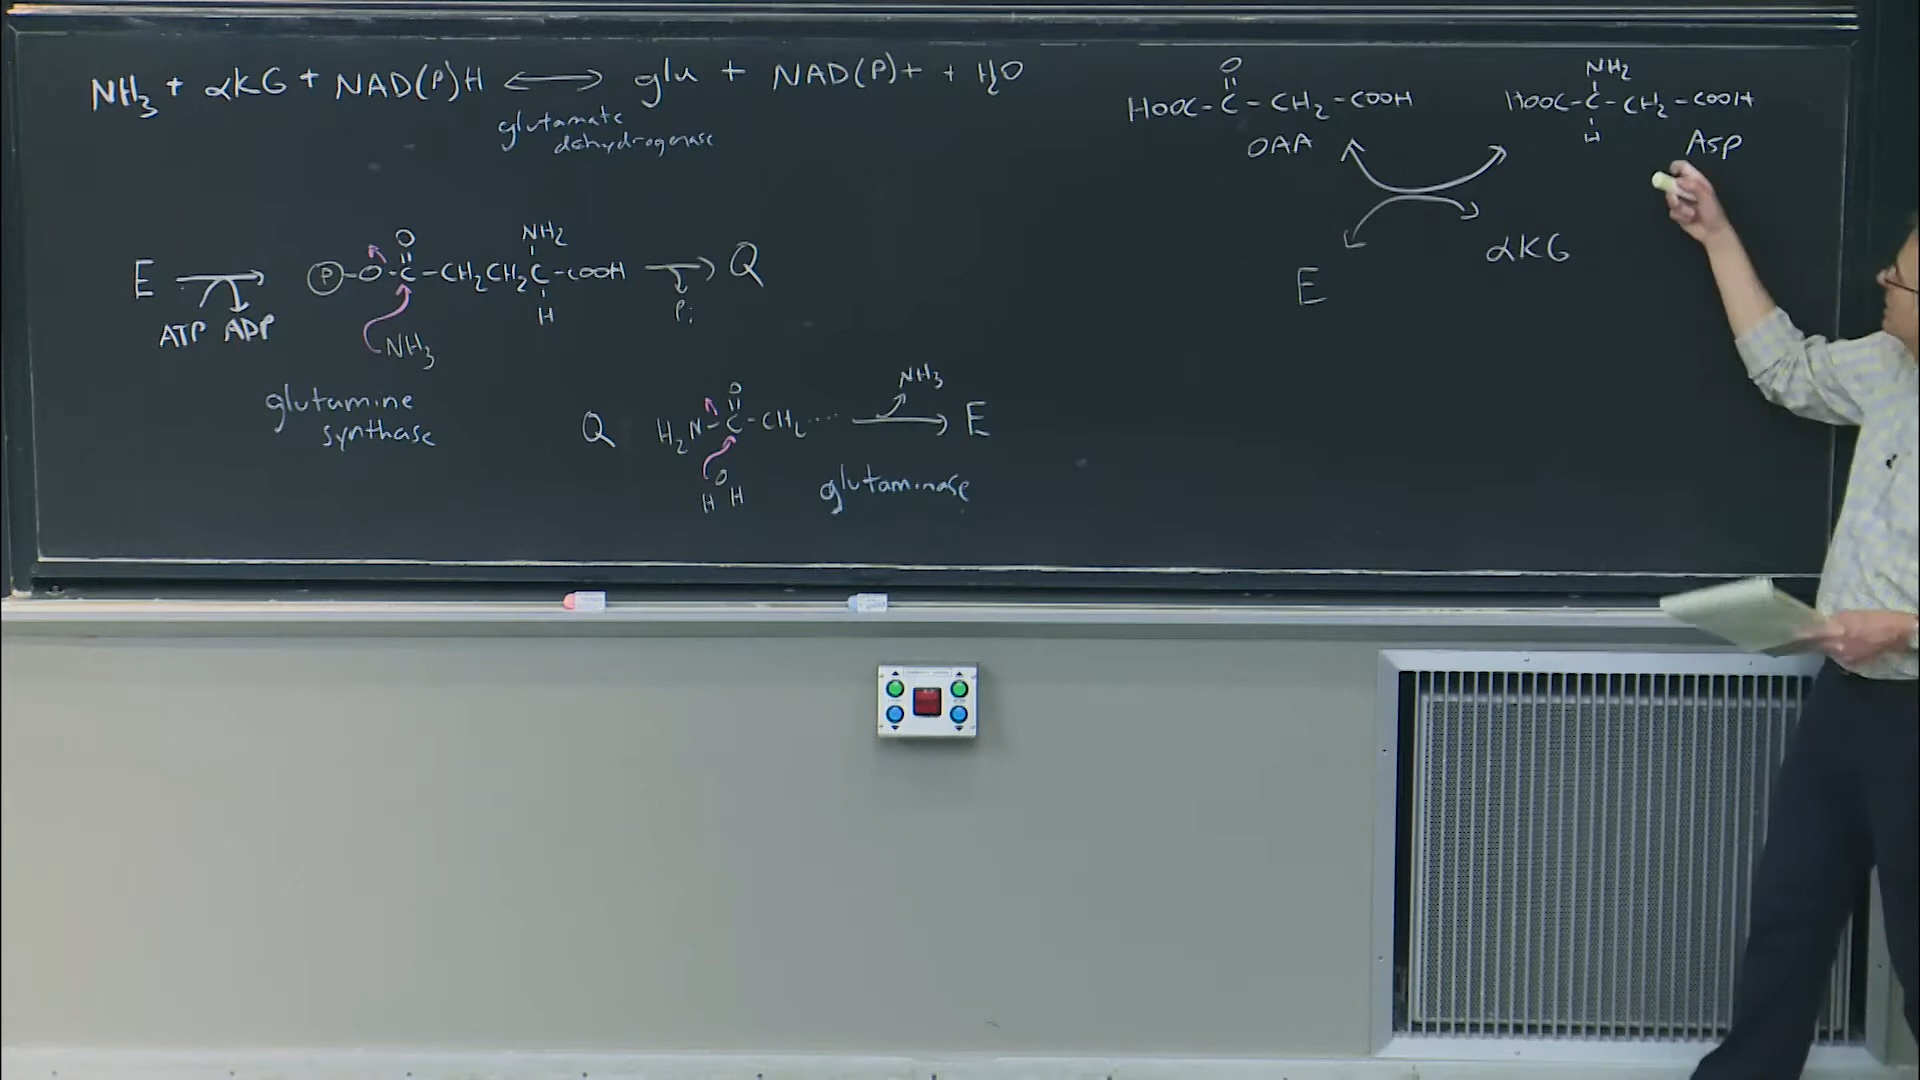 NH3 + αKG + NAD(P)H ⟷ glu + NAD(P)+ + H2O
glutamate
dehydrogenase
E
ATP ADP
O NH2
P-O-C-CH2CH2C-COOH → Q
H
Pi
NH3
glutamine
synthase
NH3
O
Q H2N-C-CH2.... → E
O
H H
glutaminase
O
HOOC-C-CH2-COOH
OAA
NH2
HOOC-C-CH2-COOH
H
Asp
E
αKG